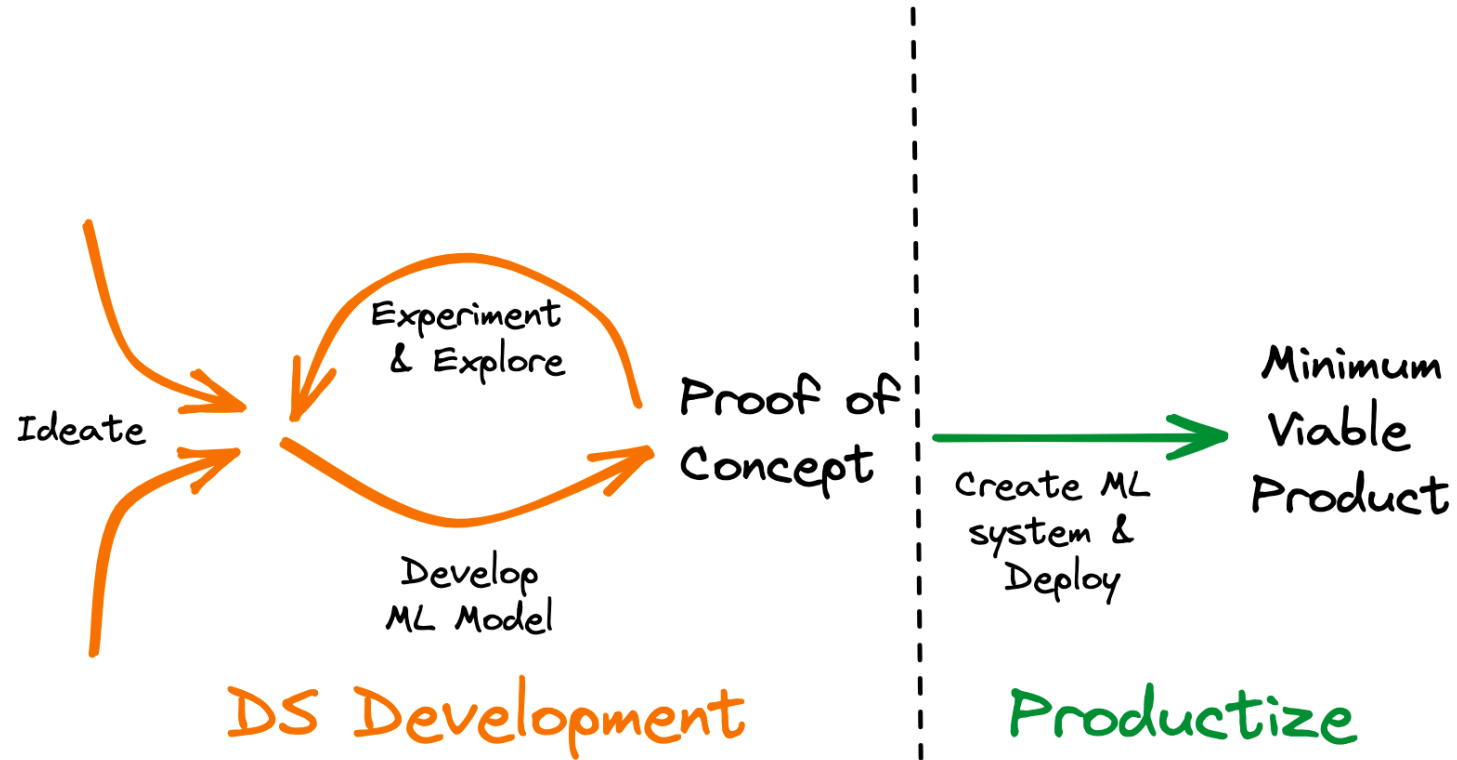 Ideate
Experiment
& Explore
Develop
ML Model
Proof of
Concept
Create ML
system &
Deploy
Minimum
Viable
Product
DS Development
Productize